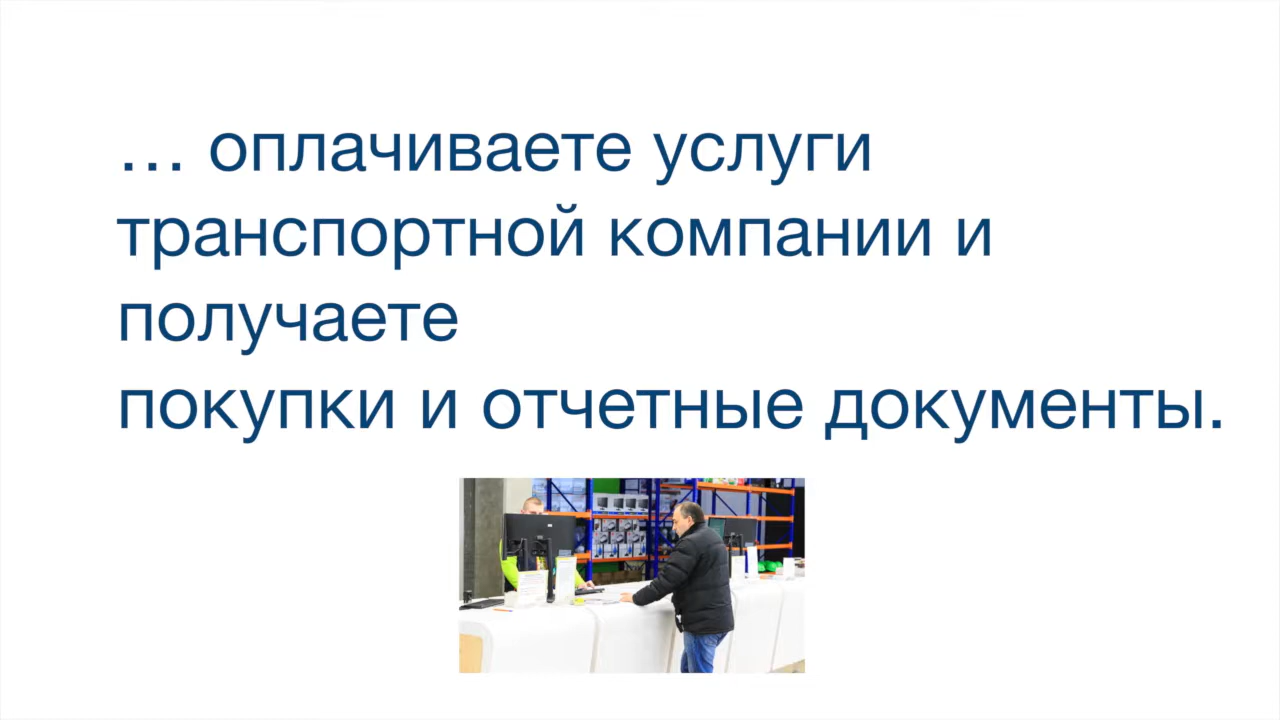 … оплачиваете услуги
транспортной компании и
получаете
покупки и отчетные документы.